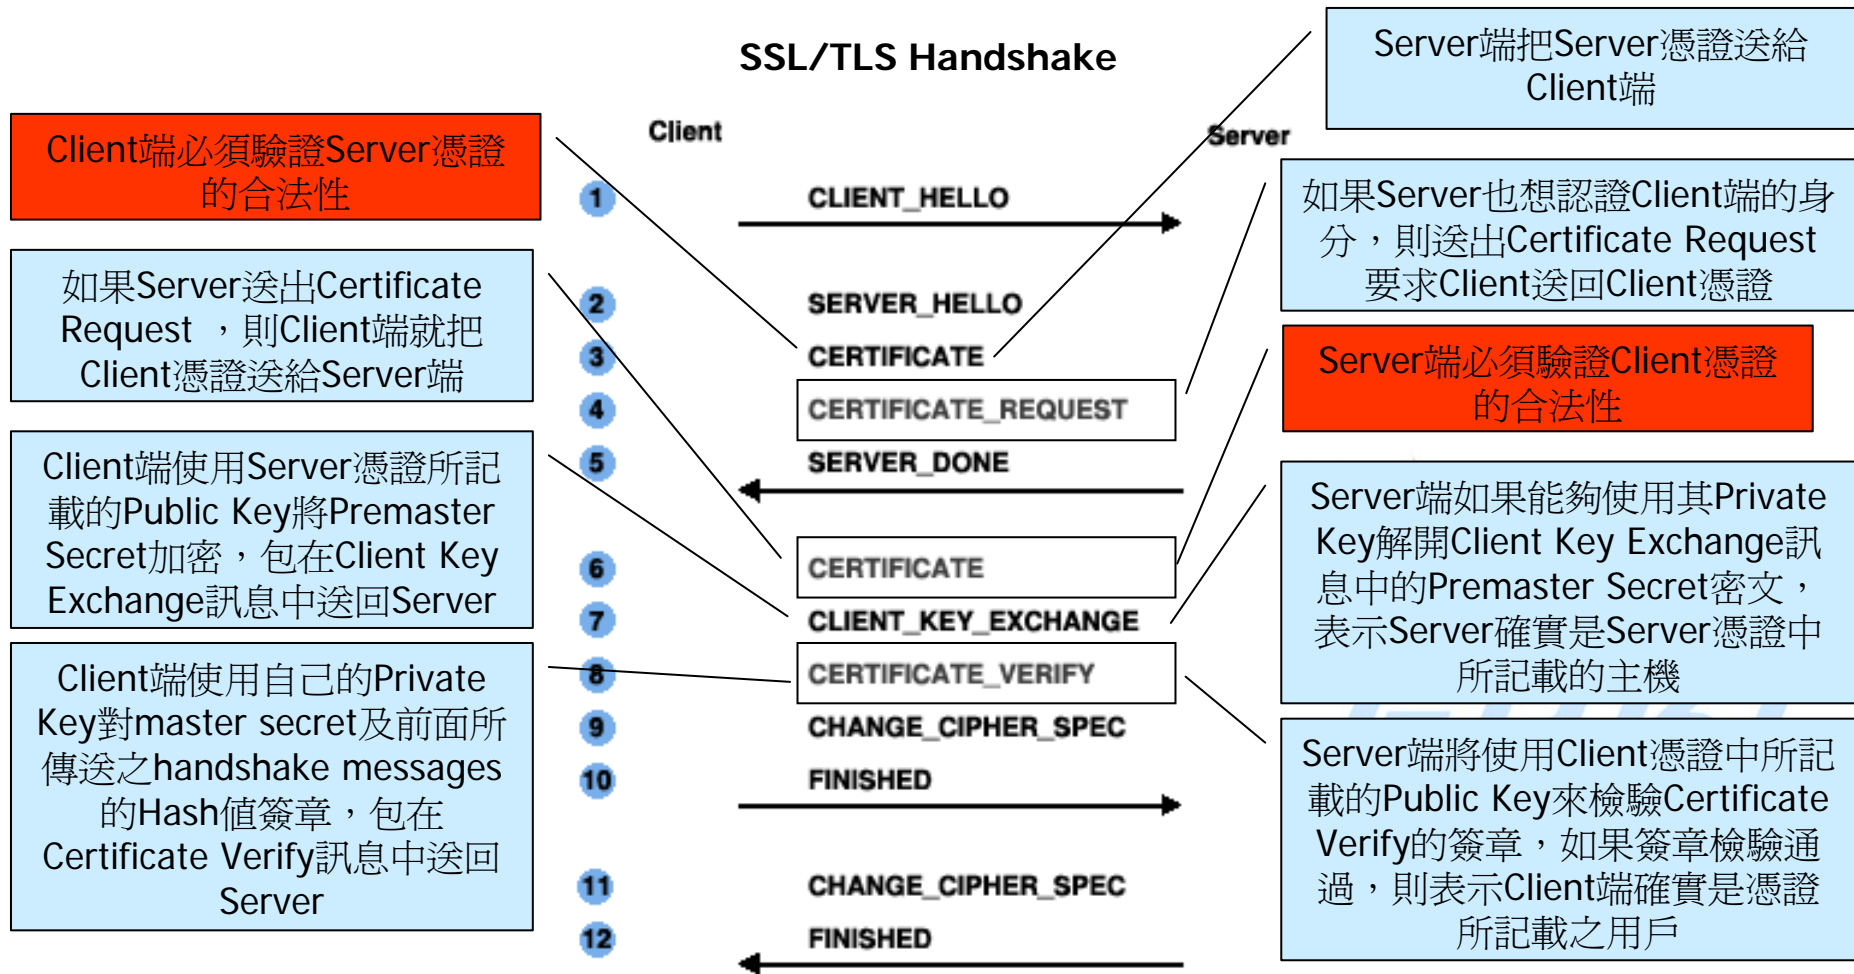 SSL/TLS Handshake
Client
Server
Client端必須驗證Server憑證
的合法性
如果Server送出Certificate
Request ，則Client端就把
Client憑證送給Server端
Client端使用Server憑證所記
載的Public Key將Premaster
Secret加密，包在Client Key
Exchange訊息中送回Server
Client端使用自己的Private
Key對master secret及前面所
傳送之handshake messages
的Hash值簽章，包在
Certificate Verify訊息中送回
Server
1 CLIENT_HELLO
2 SERVER_HELLO
3 CERTIFICATE
4 CERTIFICATE_REQUEST
5 SERVER_DONE
6 CERTIFICATE
7 CLIENT_KEY_EXCHANGE
8 CERTIFICATE_VERIFY
9 CHANGE_CIPHER_SPEC
10 FINISHED
11 CHANGE_CIPHER_SPEC
12 FINISHED
Server端把Server憑證送給
Client端
如果Server也想認證Client端的身
分，則送出Certificate Request
要求Client送回Client憑證
Server端必須驗證Client憑證
的合法性
Server端如果能夠使用其Private
Key解開Client Key Exchange訊
息中的Premaster Secret密文，
表示Server確實是Server憑證中
所記載的主機
Server端將使用Client憑證中所記
載的Public Key來檢驗Certificate
Verify的簽章，如果簽章檢驗通
過，則表示Client端確實是憑證
所記載之用戶